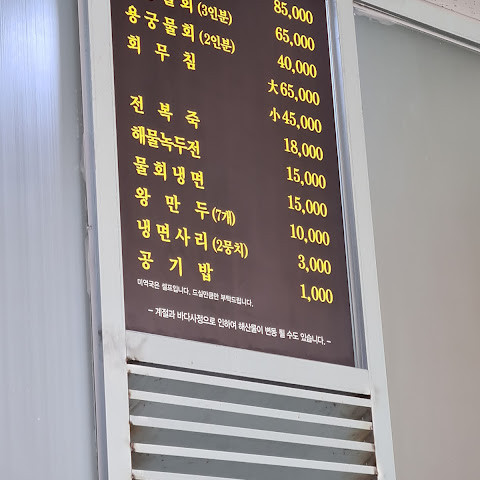 85,000
물회(3인분) 65,000
용궁물회(2인분) 40,000
회 무 침 大65,000
小45,000
전 복 죽 18,000
해물녹두전 15,000
물회냉면 15,000
왕 만 두(7개) 10,000
냉면사리(2뭉치) 3,000
공 기 밥 1,000
미역국은 셀프입니다. 드실만큼만 부탁드립니다.
- 계절과 바다사정으로 인하여 해산물이 변동 될 수도 있습니다. -